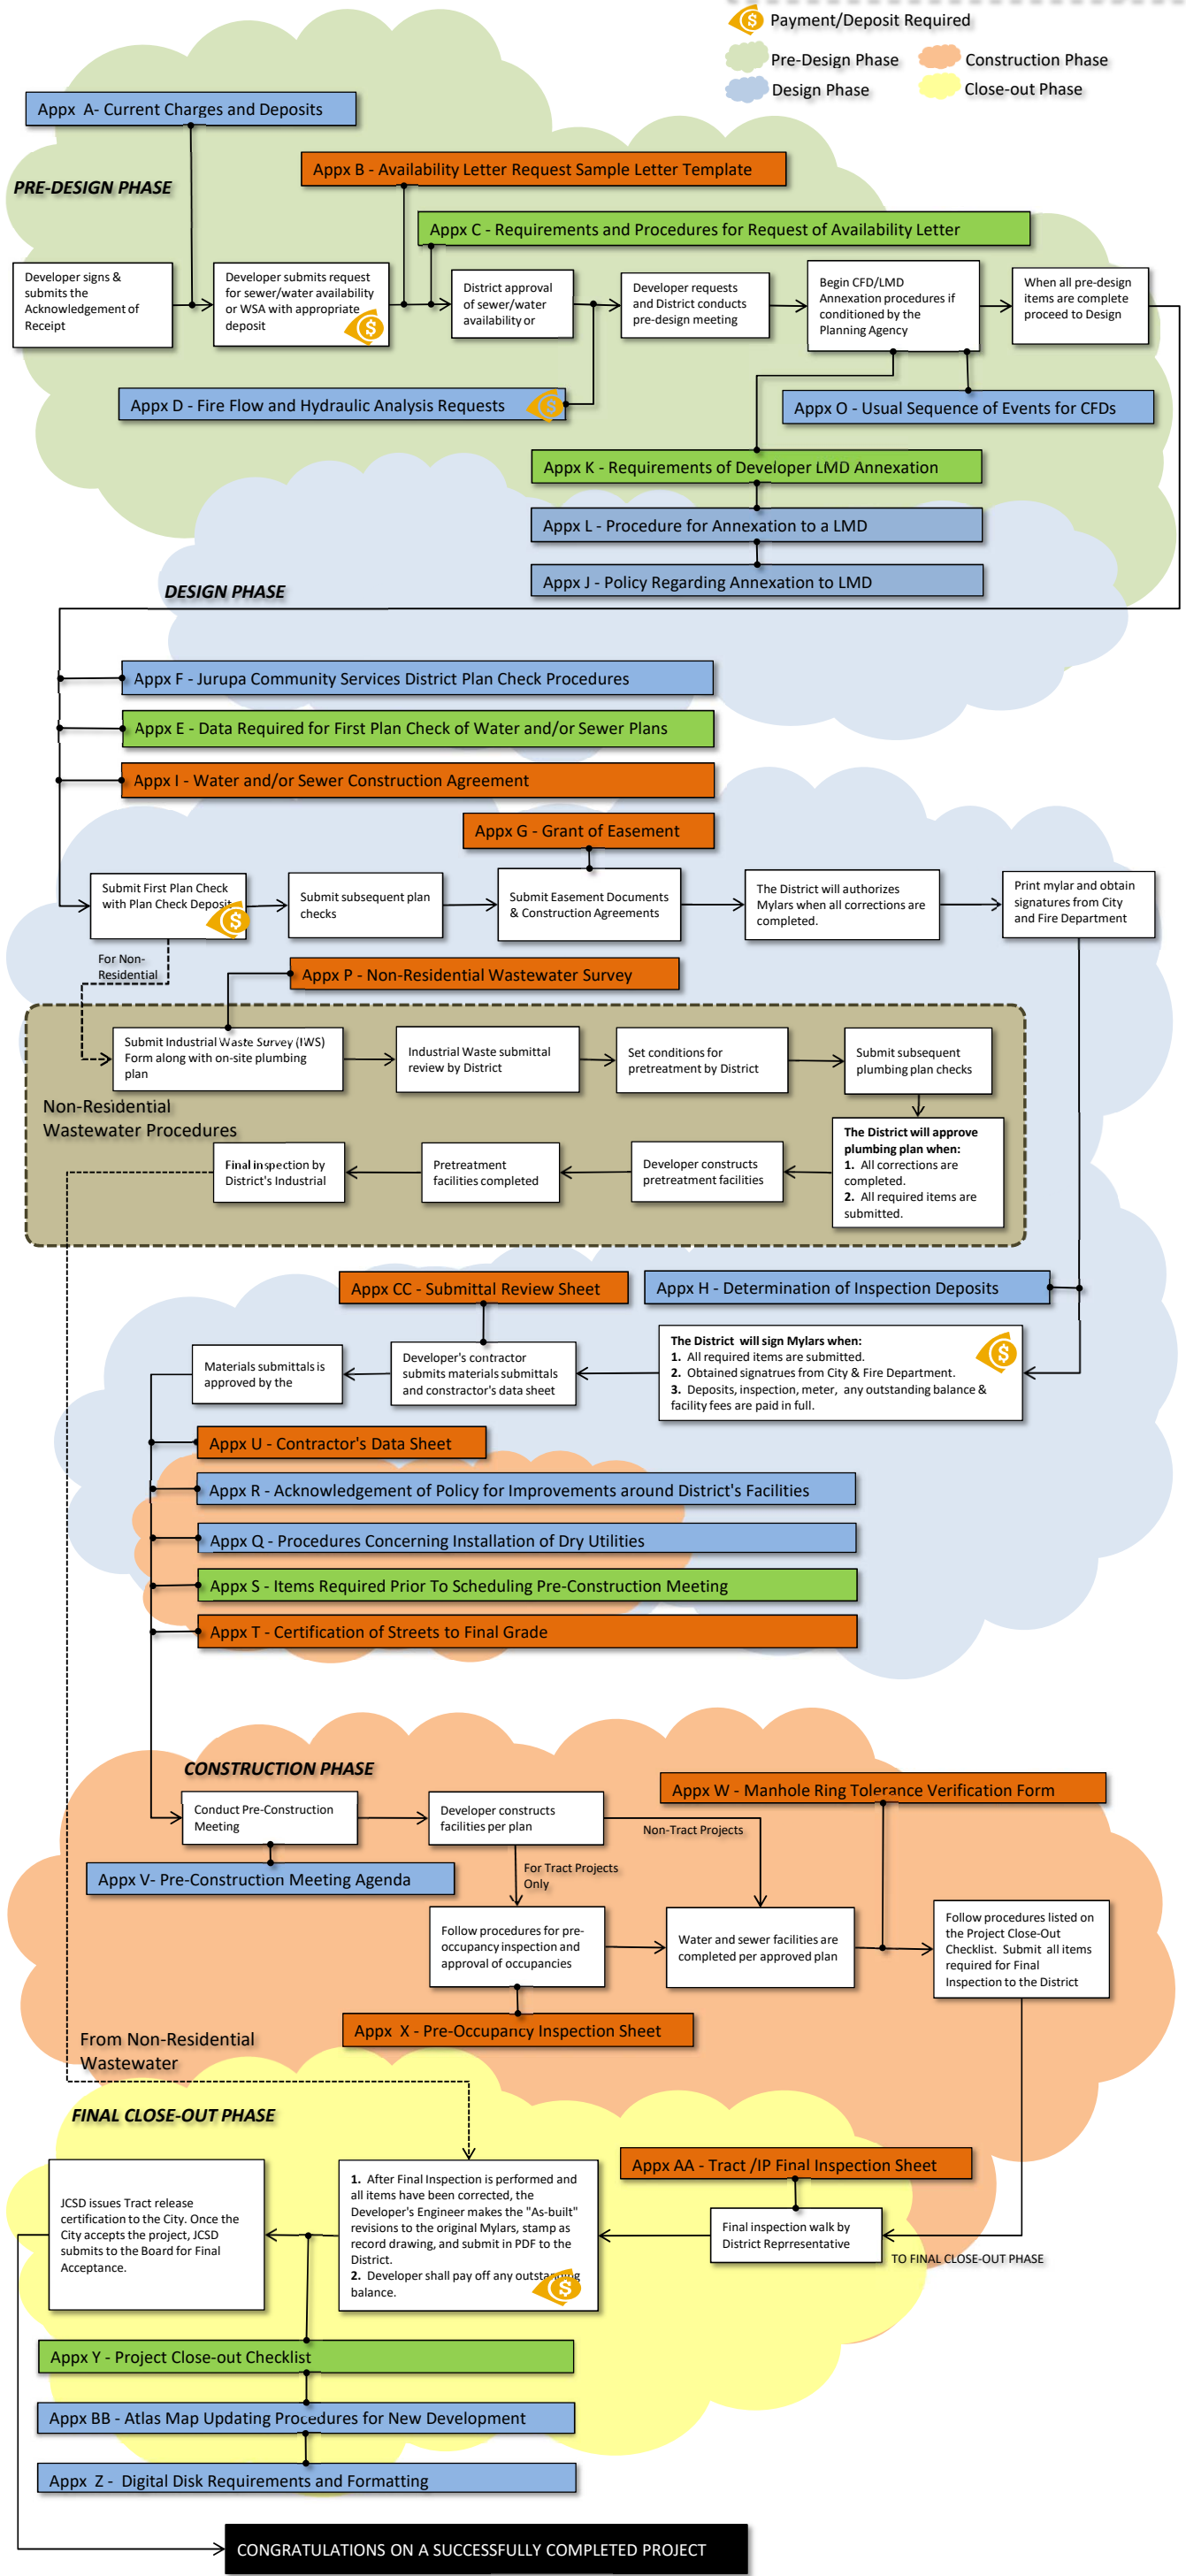 Payment/Deposit Required
Pre-Design Phase
Construction Phase
Design Phase
Close-out Phase
Appx A- Current Charges and Deposits
Appx B - Availability Letter Request Sample Letter Template
PRE-DESIGN PHASE
Appx C - Requirements and Procedures for Request of Availability Letter
Developer signs &
submits the
Acknowledgement of
Receipt
Developer submits request
for sewer/water availability
or WSA with appropriate
deposit
District approval
of sewer/water
availability or
Developer requests
and District conducts
pre-design meeting
Begin CFD/LMD
Annexation procedures if
conditioned by the
Planning Agency
When all pre-design
items are complete
proceed to Design
Appx D - Fire Flow and Hydraulic Analysis Requests
Appx O - Usual Sequence of Events for CFDs
Appx K - Requirements of Developer LMD Annexation
Appx L - Procedure for Annexation to a LMD
Appx J - Policy Regarding Annexation to LMD
DESIGN PHASE
Appx F - Jurupa Community Services District Plan Check Procedures
Appx E - Data Required for First Plan Check of Water and/or Sewer Plans
Appx I - Water and/or Sewer Construction Agreement
Appx G - Grant of Easement
Submit First Plan Check
with Plan Check Deposit
Submit subsequent plan
checks
Submit Easement Documents
& Construction Agreements
The District will authorizes
Mylars when all corrections are
completed.
Print mylar and obtain
signatures from City
and Fire Department
For Non-
Residential
Appx P - Non-Residential Wastewater Survey
Submit Industrial Waste Survey (IWS)
Form along with on-site plumbing
plan
Industrial Waste submittal
review by District
Set conditions for
pretreatment by District
Submit subsequent
plumbing plan checks
Non-Residential
Wastewater Procedures
The District will approve
plumbing plan when:
1. All corrections are
completed.
2. All required items are
submitted.
Developer constructs
pretreatment facilities
Pretreatment
facilities completed
Final inspection by
District's Industrial
Appx CC - Submittal Review Sheet
Appx H - Determination of Inspection Deposits
The District will sign Mylars when:
1. All required items are submitted.
2. Obtained signatrues from City & Fire Department.
3. Deposits, inspection, meter, any outstanding balance &
facility fees are paid in full.
Developer's contractor
submits materials submittals
and constractor's data sheet
Materials submittals is
approved by the
Appx U - Contractor's Data Sheet
Appx R - Acknowledgement of Policy for Improvements around District's Facilities
Appx Q - Procedures Concerning Installation of Dry Utilities
Appx S - Items Required Prior To Scheduling Pre-Construction Meeting
Appx T - Certification of Streets to Final Grade
CONSTRUCTION PHASE
Appx W - Manhole Ring Tolerance Verification Form
Conduct Pre-Construction
Meeting
Developer constructs
facilities per plan
Non-Tract Projects
Appx V- Pre-Construction Meeting Agenda
For Tract Projects
Only
Follow procedures for pre-
occupancy inspection and
approval of occupancies
Water and sewer facilities are
completed per approved plan
Follow procedures listed on
the Project Close-Out
Checklist. Submit all items
required for Final
Inspection to the District
Appx X - Pre-Occupancy Inspection Sheet
From Non-Residential
Wastewater
FINAL CLOSE-OUT PHASE
Appx AA - Tract /IP Final Inspection Sheet
Final inspection walk by
District Reprresentative
TO FINAL CLOSE-OUT PHASE
1. After Final Inspection is performed and
all items have been corrected, the
Developer's Engineer makes the "As-built"
revisions to the original Mylars, stamp as
record drawing, and submit in PDF to the
District.
2. Developer shall pay off any outstanding
balance.
JCSD issues Tract release
certification to the City. Once the
City accepts the project, JCSD
submits to the Board for Final
Acceptance.
Appx Y - Project Close-out Checklist
Appx BB - Atlas Map Updating Procedures for New Development
Appx Z - Digital Disk Requirements and Formatting
CONGRATULATIONS ON A SUCCESSFULLY COMPLETED PROJECT